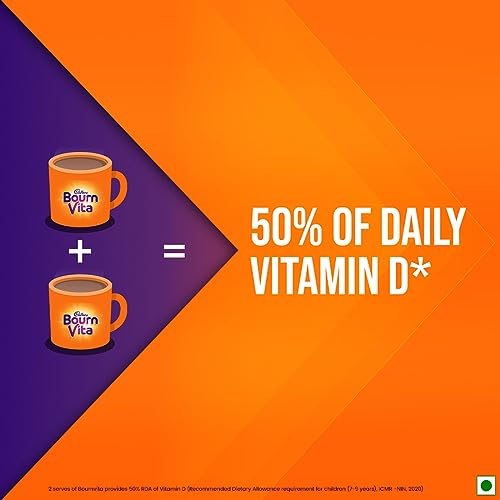 Cadbury
Bourn
Vita
+
=
50% OF DAILY
VITAMIN D*
Cadbury
Bourn
Vita
2 serves of Bournvita provides 50% RDA of Vitamin D (Recommended Dietary Allowance requirement for children (7-9 years), ICMR -NIN, 2020)